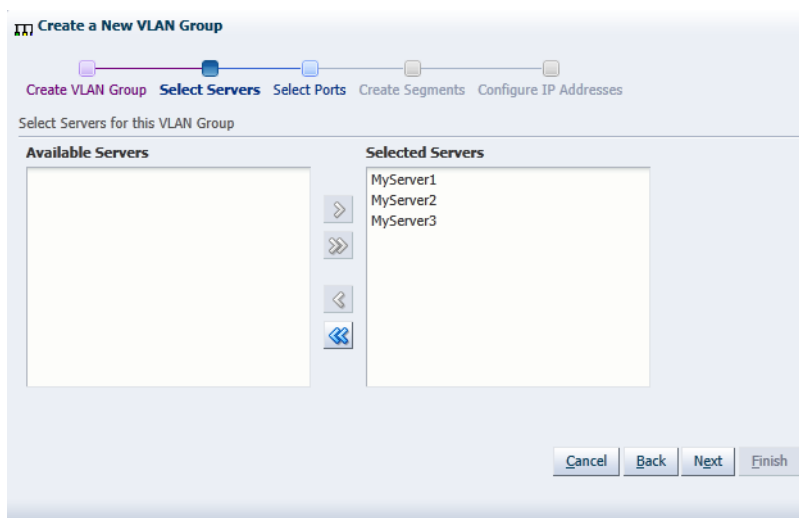 Create a New VLAN Group
Create VLAN Group Select Servers Select Ports Create Segments Configure IP Addresses
Select Servers for this VLAN Group
Available Servers Selected Servers
MyServer1
MyServer2
MyServer3
Cancel Back Next Finish